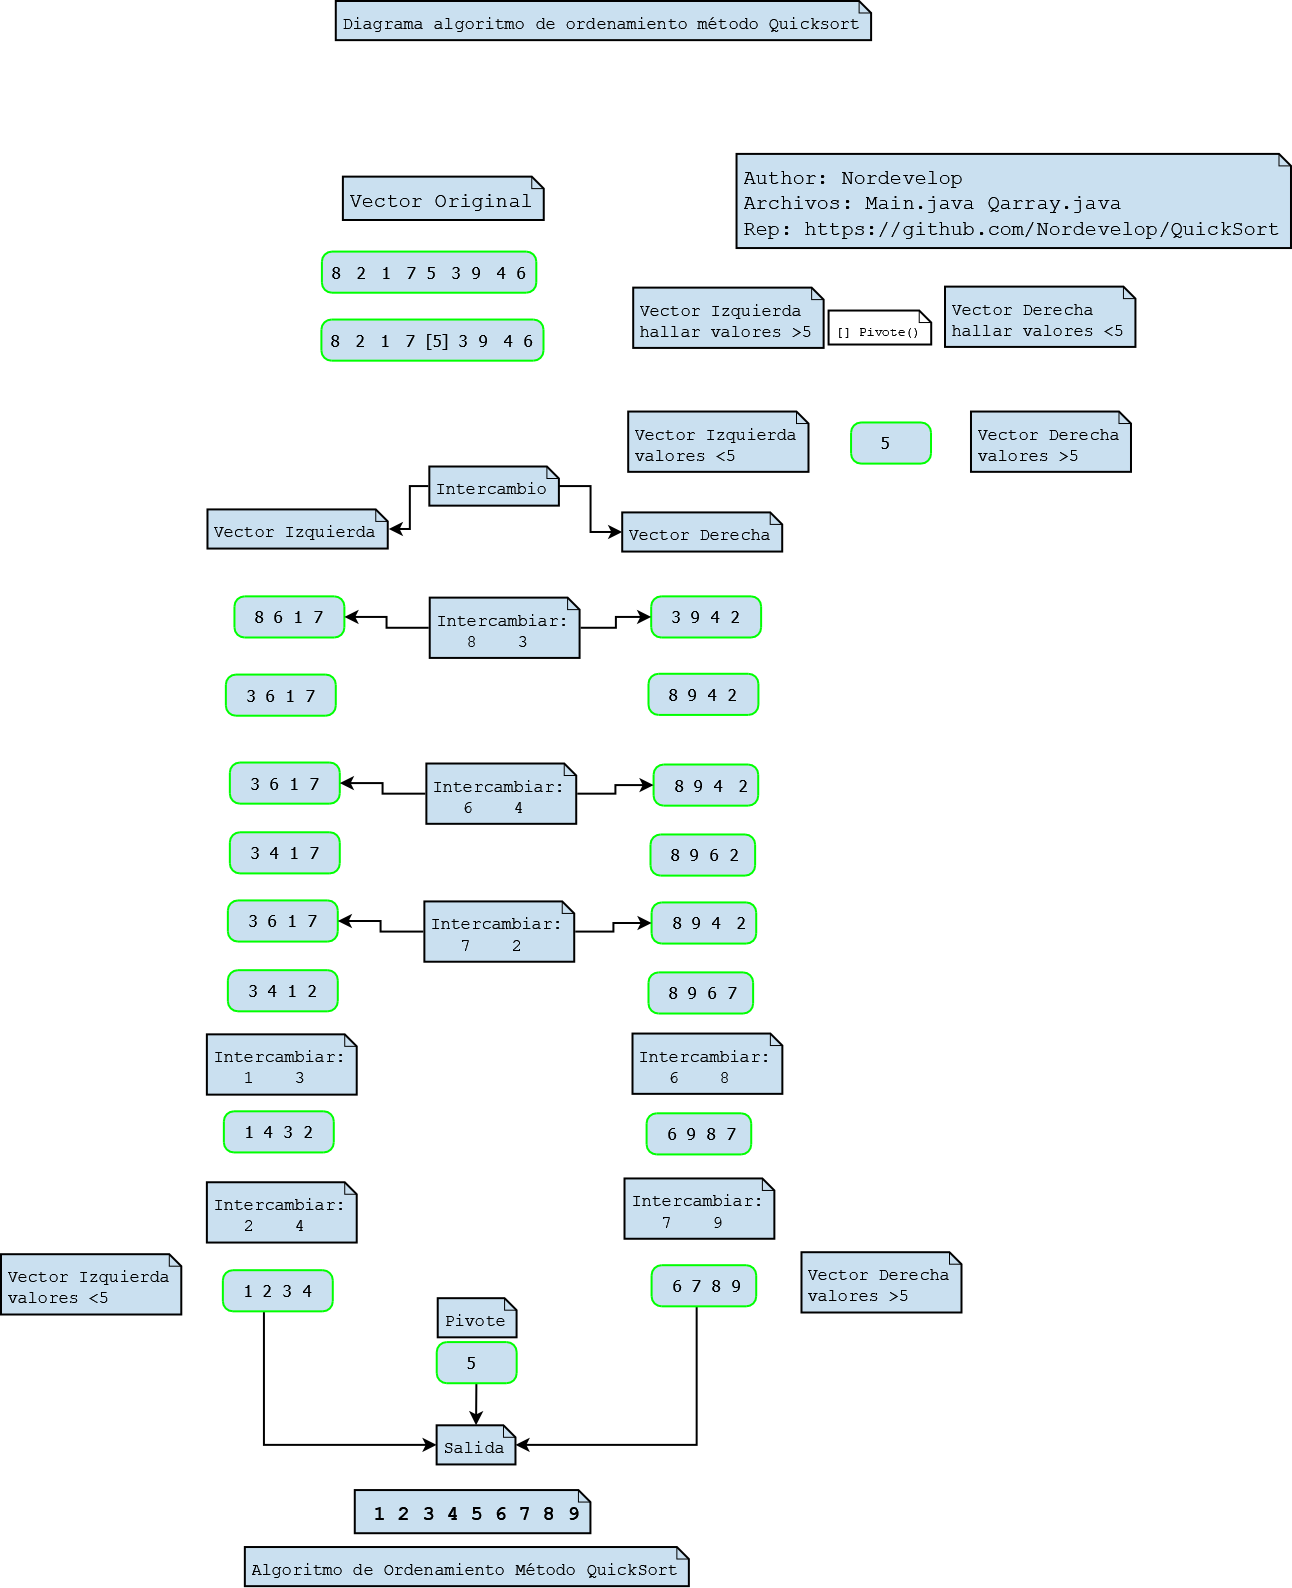 Diagrama algoritmo de ordenamiento método Quicksort
Author: Nordevelop
Archivos: Main.java Qarray.java
Rep: https://github.com/Nordevelop/QuickSort
Vector Original
8 2 1 7 5 3 9 4 6
8 2 1 7 [5] 3 9 4 6
Vector Izquierda
hallar valores >5
[] Pivote()
Vector Derecha
hallar valores <5
Vector Izquierda
valores <5
5
Vector Derecha
valores >5
Intercambio
Vector Izquierda
Vector Derecha
8 6 1 7
Intercambiar:
8 3
3 9 4 2
3 6 1 7
8 9 4 2
3 6 1 7
Intercambiar:
6 4
8 9 4 2
3 4 1 7
8 9 6 2
3 6 1 7
Intercambiar:
7 2
8 9 4 2
3 4 1 2
8 9 6 7
Intercambiar:
1 3
Intercambiar:
6 8
1 4 3 2
6 9 8 7
Intercambiar:
2 4
Intercambiar:
7 9
Vector Izquierda
valores <5
1 2 3 4
6 7 8 9
Vector Derecha
valores >5
Pivote
5
Salida
1 2 3 4 5 6 7 8 9
Algoritmo de Ordenamiento Método QuickSort